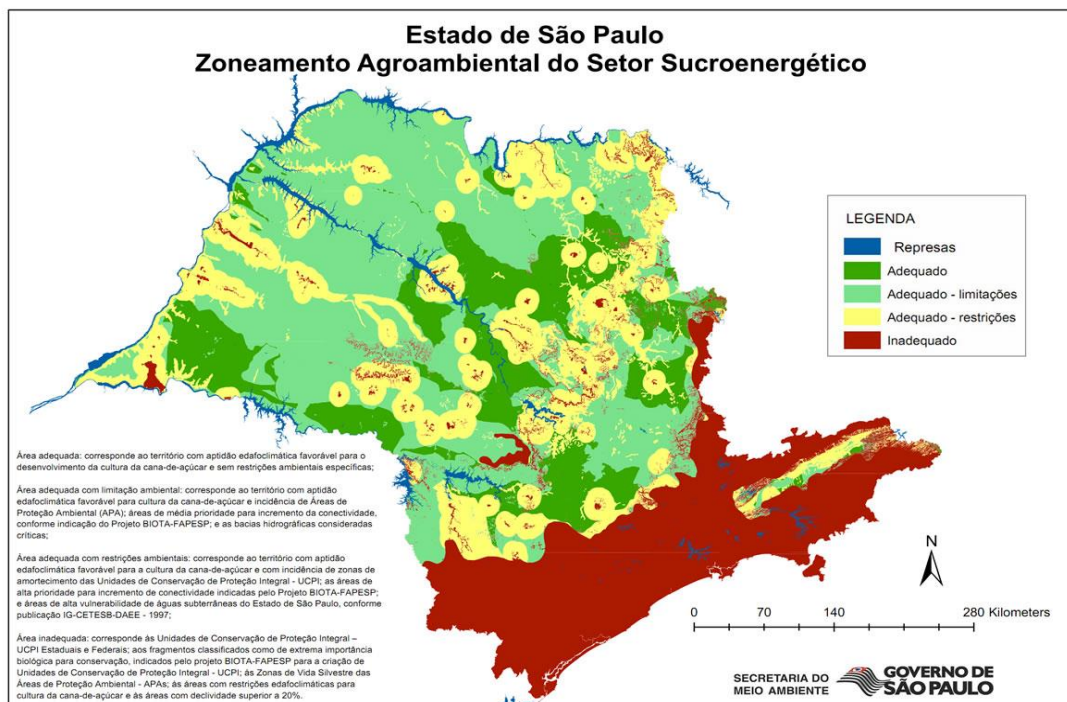 Estado de São Paulo
Zoneamento Agroambiental do Setor Sucroenergético
LEGENDA
Represas
Adequado
Adequado - limitações
Adequado - restrições
Inadequado
Área adequada: corresponde ao território com aptidão edafoclimática favorável para o
desenvolvimento da cultura da cana-de-açúcar e sem restrições ambientais específicas;
Área adequada com limitação ambiental: corresponde ao território com aptidão
edafoclimática favorável para cultura da cana-de-açúcar e incidência de Áreas de
Proteção Ambiental (APA); áreas de média prioridade para incremento da conectividade,
conforme indicação do Projeto BIOTA-FAPESP; e as bacias hidrográficas consideradas
críticas;
Área adequada com restrições ambientais: corresponde ao território com aptidão
edafoclimática favorável para a cultura da cana-de-açúcar e com incidência de zonas de
amortecimento das Unidades de Conservação de Proteção Integral - UCPI; as áreas de
alta prioridade para incremento de conectividade indicadas pelo Projeto BIOTA-FAPESP;
e áreas de alta vulnerabilidade de águas subterrâneas do Estado de São Paulo, conforme
publicação IG-CETESB-DAEE - 1997;
Área inadequada: corresponde às Unidades de Conservação de Proteção Integral –
UCPI Estaduais e Federais; aos fragmentos classificados como de extrema importância
biológica para conservação, indicados pelo projeto BIOTA-FAPESP para a criação de
Unidades de Conservação de Proteção Integral - UCPI; às Zonas de Vida Silvestre das
Áreas de Proteção Ambiental - APAs; às áreas com restrições edafoclimáticas para
cultura da cana-de-açúcar e às áreas com declividade superior a 20%.
N
0 70 140 280 Kilometers
SECRETARIA DO
MEIO AMBIENTE
GOVERNO DE
SÃO PAULO